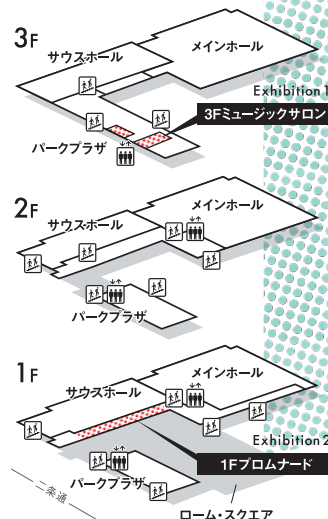 3F
サウスホール
メインホール
Exhibition 1
3Fミュージックサロン
パークプラザ
2F
メインホール
サウスホール
パークプラザ
1F
メインホール
サウスホール
Exhibition 2
1Fプロムナード
パークプラザ
二条通
ローム・スクエア